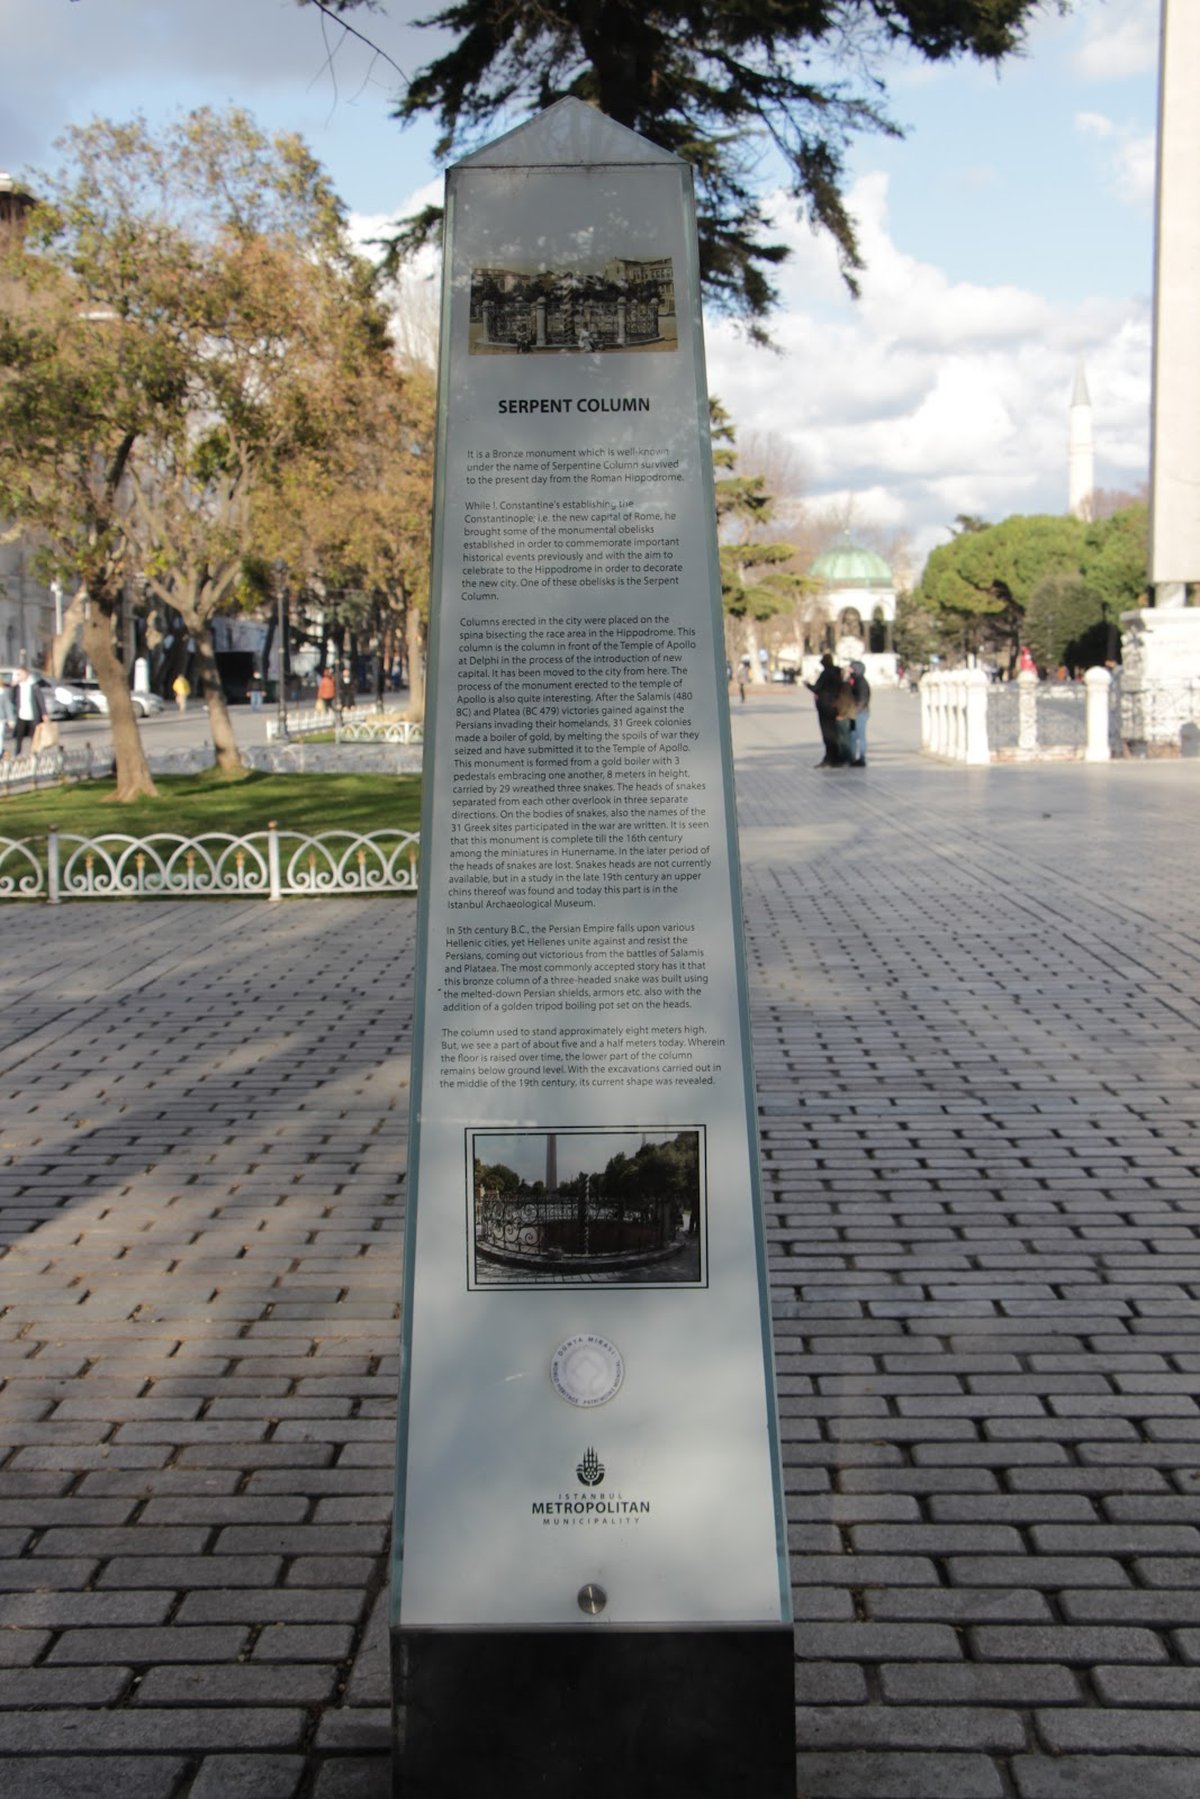 SERPENT COLUMN
It is a Bronze monument which is well-known
under the name of Serpentine Column survived
to the present day from the Roman Hippodrome.
While I. Constantine's establishing the
Constantinople, i.e. the new capital of Rome, he
brought some of the monumental obelisks
established in order to commemorate important
historical events previously and with the aim to
celebrate to the Hippodrome in order to decorate
the new city. One of these obelisks is the Serpent
Column.
Columns erected in the city were placed on the
spina bisecting the race area in the Hippodrome. This
column is the column in front of the Temple of Apollo
at Delphi in the process of the introduction of new
capital. It has been moved to the city from here. The
process of the monument erected to the temple of
Apollo is also quite interesting. After the Salamis (480
BC) and Platea (BC 479) victories gained against the
Persians invading their homelands, 31 Greek colonies
made a boiler of gold, by melting the spoils of war they
seized and have submitted it to the Temple of Apollo.
This monument is formed from a gold boiler with 3
pedestals embracing one another, 8 meters in height,
carried by 29 wreathed three snakes. The heads of snakes
separated from each other overlook in three separate
directions. On the bodies of snakes, also the names of the
31 Greek sites participated in the war are written. It is seen
that this monument is complete till the 16th century
among the miniatures in Hunername. In the later period of
the heads of snakes are lost. Snakes heads are not currently
available, but in a study in the late 19th century an upper
chins thereof was found and today this part is in the
Istanbul Archaeological Museum.
In 5th century B.C., the Persian Empire falls upon various
Hellenic cities, yet Hellenes unite against and resist the
Persians, coming out victorious from the battles of Salamis
and Plataea. The most commonly accepted story has it that
this bronze column of a three-headed snake was built using
the melted-down Persian shields, armors etc. also with the
addition of a golden tripod boiling pot set on the heads.
The column used to stand approximately eight meters high.
But, we see a part of about five and a half meters today. Wherein
the floor is raised over time, the lower part of the column
remains below ground level. With the excavations carried out in
the middle of the 19th century, its current shape was revealed.
DÜNYA MİRASI
WORLD HERITAGE PATRIMOINE MONDIAL
ISTANBUL
METROPOLITAN
MUNICIPALITY